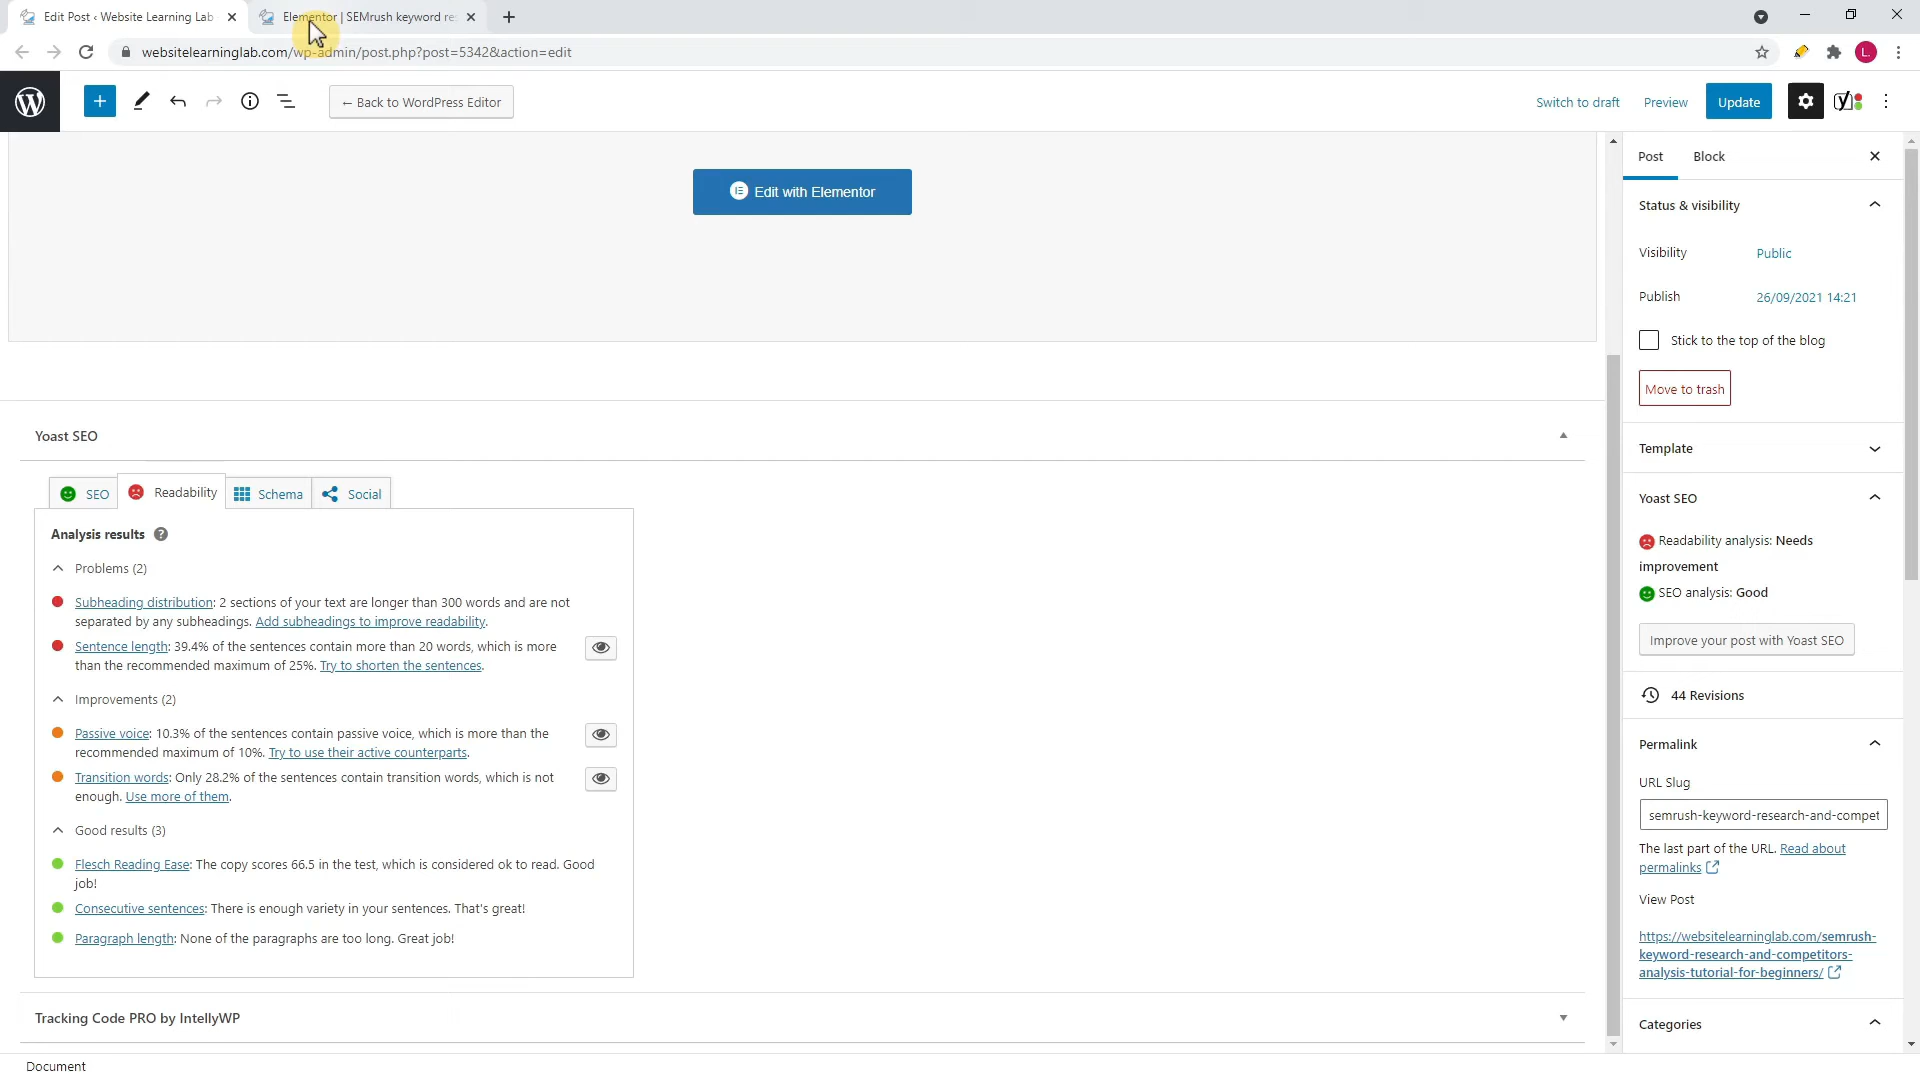 Edit Post ‹ Website Learning Lab
Elementor | SEMrush keyword res
websitelearninglab.com/wp-admin/post.php?post=5342&action=edit
L
← Back to WordPress Editor
Switch to draft
Preview
Update
Post
Block
Edit with Elementor
Status & visibility
Visibility
Public
Publish
26/09/2021 14:21
Stick to the top of the blog
Move to trash
Template
Yoast SEO
Readability analysis: Needs
improvement
SEO analysis: Good
Improve your post with Yoast SEO
44 Revisions
Permalink
URL Slug
semrush-keyword-research-and-compet
The last part of the URL. Read about
permalinks
View Post
https://websitelearninglab.com/semrush-
keyword-research-and-competitors-
analysis-tutorial-for-beginners/
Categories
Yoast SEO
SEO
Readability
Schema
Social
Analysis results
Problems (2)
Subheading distribution: 2 sections of your text are longer than 300 words and are not
separated by any subheadings. Add subheadings to improve readability.
Sentence length: 39.4% of the sentences contain more than 20 words, which is more
than the recommended maximum of 25%. Try to shorten the sentences.
Improvements (2)
Passive voice: 10.3% of the sentences contain passive voice, which is more than the
recommended maximum of 10%. Try to use their active counterparts.
Transition words: Only 28.2% of the sentences contain transition words, which is not
enough. Use more of them.
Good results (3)
Flesch Reading Ease: The copy scores 66.5 in the test, which is considered ok to read. Good
job!
Consecutive sentences: There is enough variety in your sentences. That's great!
Paragraph length: None of the paragraphs are too long. Great job!
Tracking Code PRO by IntellyWP
Document